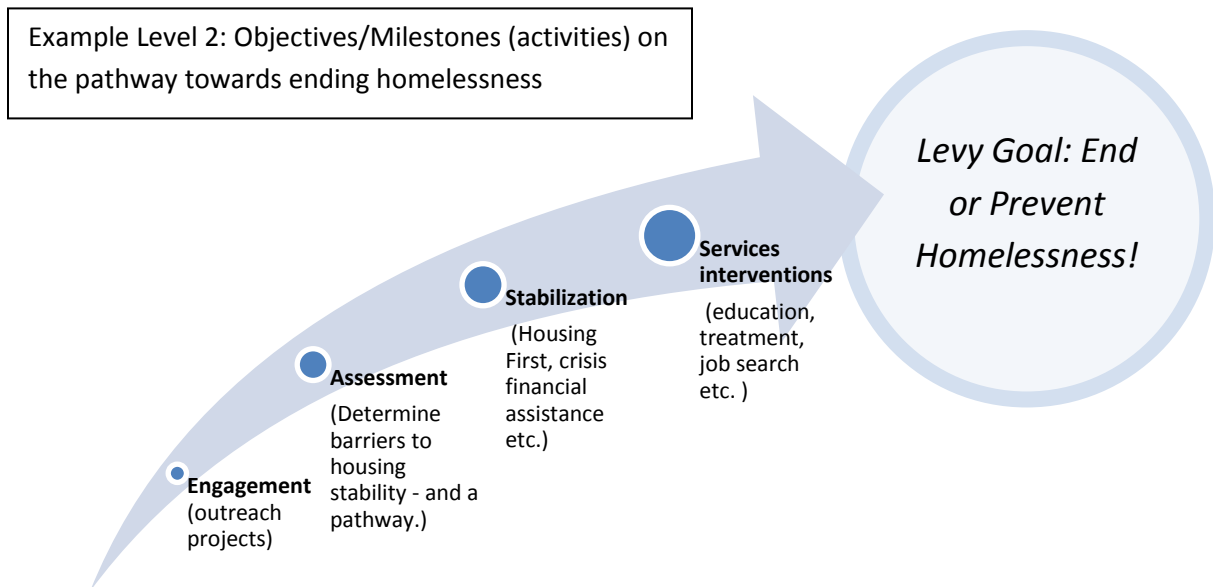 Example Level 2: Objectives/Milestones (activities) on
the pathway towards ending homelessness
Levy Goal: End
or Prevent
Homelessness!
Services
interventions
(education,
treatment,
job search
etc. )
Stabilization
(Housing
First, crisis
financial
assistance
etc.)
Assessment
(Determine
barriers to
housing
stability - and a
pathway.)
Engagement
(outreach
projects)